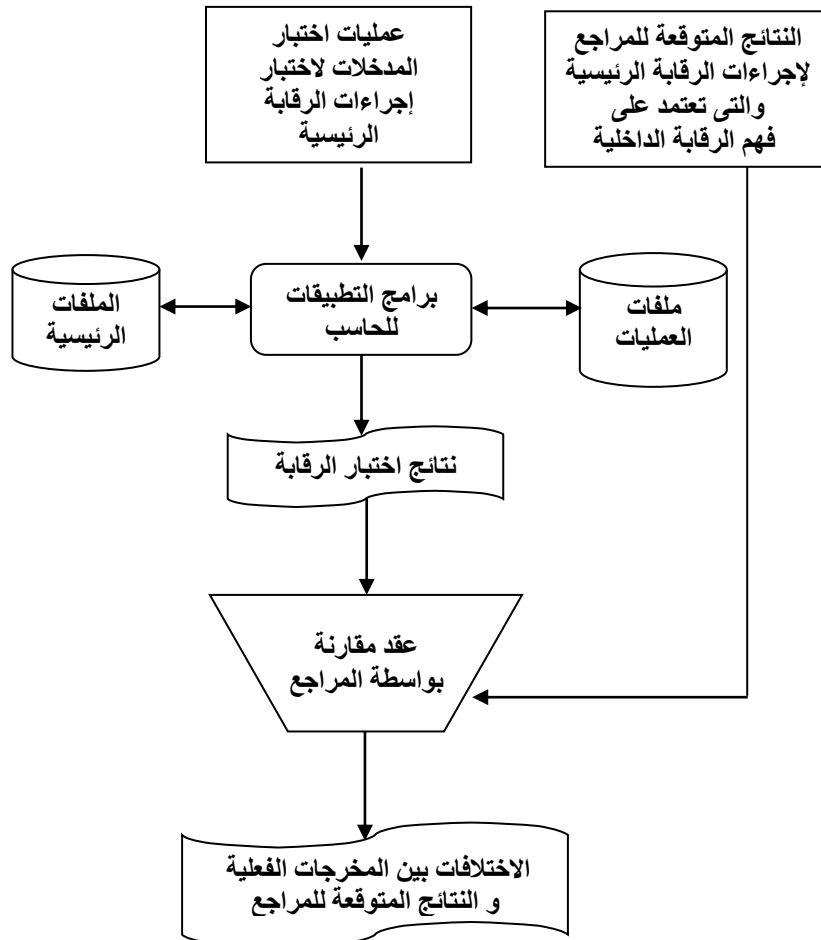 عمليات اختبار
المدخلات لاختبار
إجراءات الرقابة
الرئيسية
النتائج المتوقعة للمراجع
لإجراءات الرقابة الرئيسية
والتى تعتمد على
فهم الرقابة الداخلية
ملفات
العمليات
برامج التطبيقات
للحاسب
الملفات
الرئيسية
نتائج اختبار الرقابة
عقد مقارنة
بواسطة المراجع
الاختلافات بين المخرجات الفعلية
و النتائج المتوقعة للمراجع